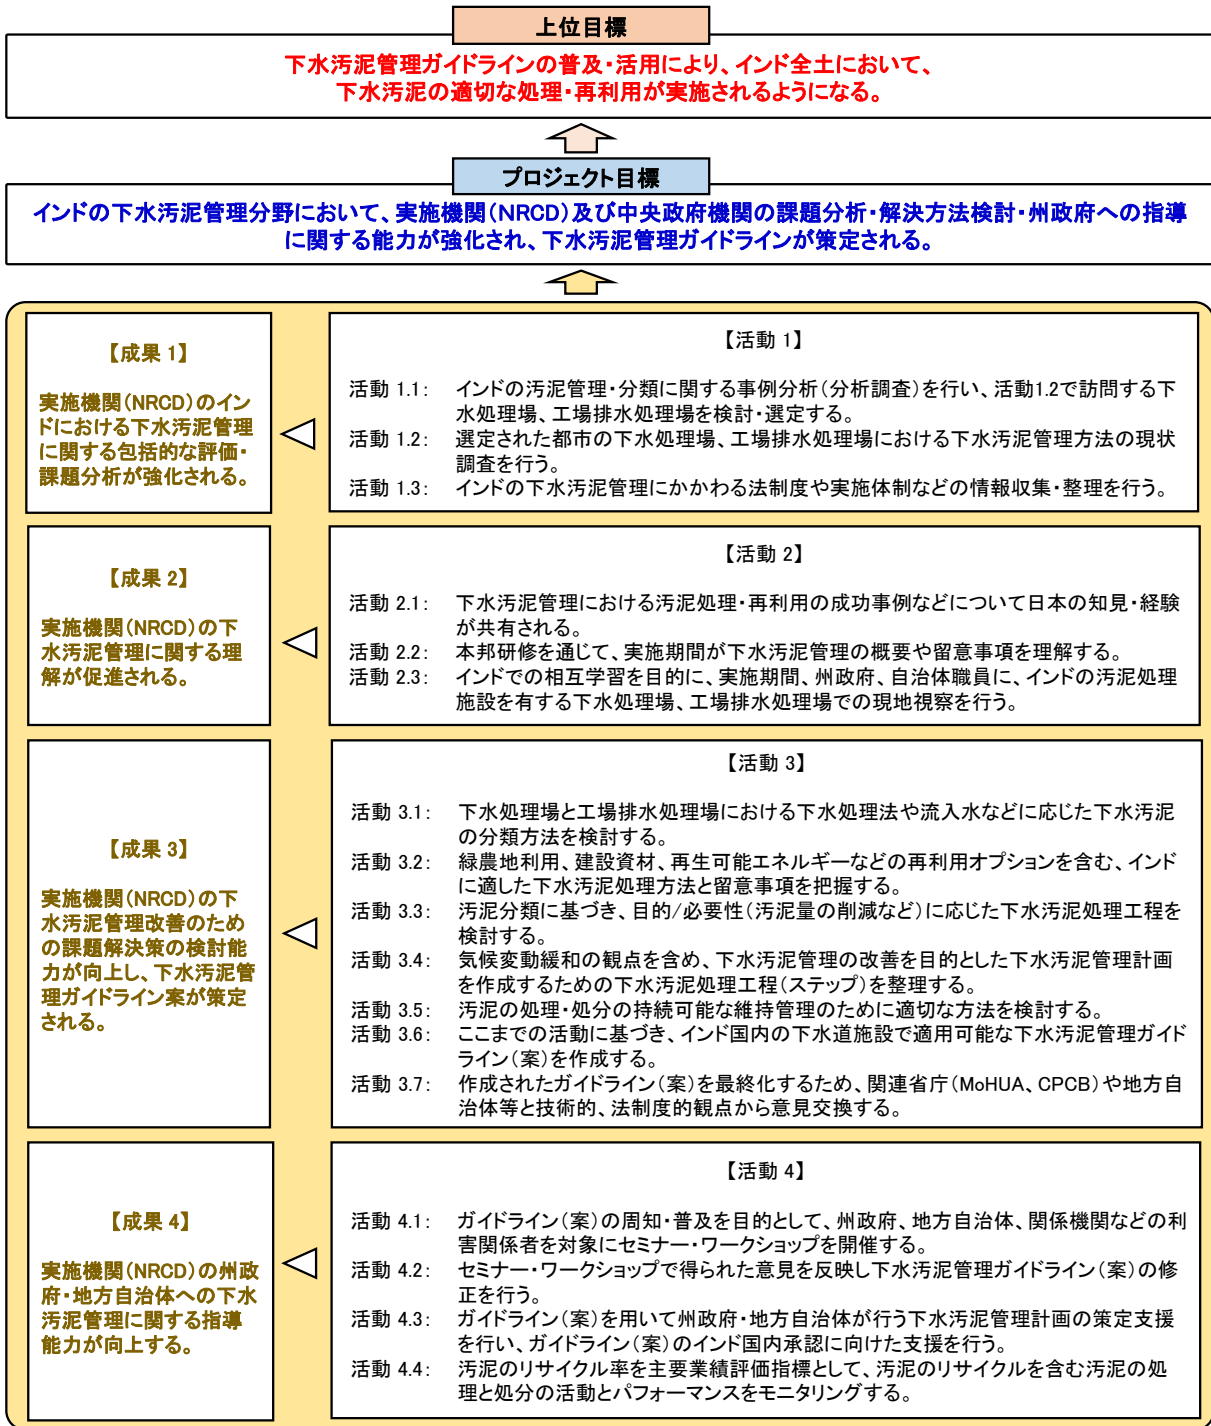 上位目標
下水汚泥管理ガイドラインの普及・活用により、インド全土において、
下水汚泥の適切な処理・再利用が実施されるようになる。
プロジェクト目標
インドの下水汚泥管理分野において、実施機関(NRCD)及び中央政府機関の課題分析・解決方法検討・州政府への指導
に関する能力が強化され、下水汚泥管理ガイドラインが策定される。
【成果 1】
実施機関(NRCD)のイン
ドにおける下水汚泥管理
に関する包括的な評価・
課題分析が強化される。
【活動 1】
活動 1.1： インドの汚泥管理・分類に関する事例分析(分析調査)を行い、活動1.2で訪問する下
水処理場、工場排水処理場を検討・選定する。
活動 1.2： 選定された都市の下水処理場、工場排水処理場における下水汚泥管理方法の現状
調査を行う。
活動 1.3： インドの下水汚泥管理にかかわる法制度や実施体制などの情報収集・整理を行う。
【成果 2】
実施機関(NRCD)の下
水汚泥管理に関する理
解が促進される。
【活動 2】
活動 2.1： 下水汚泥管理における汚泥処理・再利用の成功事例などについて日本の知見・経験
が共有される。
活動 2.2： 本邦研修を通じて、実施期間が下水汚泥管理の概要や留意事項を理解する。
活動 2.3： インドでの相互学習を目的に、実施期間、州政府、自治体職員に、インドの汚泥処理
施設を有する下水処理場、工場排水処理場での現地視察を行う。
【成果 3】
実施機関(NRCD)の下
水汚泥管理改善のため
の課題解決策の検討能
力が向上し、下水汚泥管
理ガイドライン案が策定
される。
【活動 3】
活動 3.1： 下水処理場と工場排水処理場における下水処理法や流入水などに応じた下水汚泥
の分類方法を検討する。
活動 3.2： 緑農地利用、建設資材、再生可能エネルギーなどの再利用オプションを含む、インド
に適した下水汚泥処理方法と留意事項を把握する。
活動 3.3： 汚泥分類に基づき、目的/必要性(汚泥量の削減など)に応じた下水汚泥処理工程を
検討する。
活動 3.4： 気候変動緩和の観点を含め、下水汚泥管理の改善を目的とした下水汚泥管理計画
を作成するための下水汚泥処理工程(ステップ)を整理する。
活動 3.5： 汚泥の処理・処分の持続可能な維持管理のために適切な方法を検討する。
活動 3.6： ここまでの活動に基づき、インド国内の下水道施設で適用可能な下水汚泥管理ガイド
ライン(案)を作成する。
活動 3.7： 作成されたガイドライン(案)を最終化するため、関連省庁(MoHUA、CPCB)や地方自
治体等と技術的、法制度的観点から意見交換する。
【成果 4】
実施機関(NRCD)の州政
府・地方自治体への下水
汚泥管理に関する指導
能力が向上する。
【活動 4】
活動 4.1： ガイドライン(案)の周知・普及を目的として、州政府、地方自治体、関係機関などの利
害関係者を対象にセミナー・ワークショップを開催する。
活動 4.2： セミナー・ワークショップで得られた意見を反映し下水汚泥管理ガイドライン(案)の修
正を行う。
活動 4.3： ガイドライン(案)を用いて州政府・地方自治体が行う下水汚泥管理計画の策定支援
を行い、ガイドライン(案)のインド国内承認に向けた支援を行う。
活動 4.4： 汚泥のリサイクル率を主要業績評価指標として、汚泥のリサイクルを含む汚泥の処
理と処分の活動とパフォーマンスをモニタリングする。